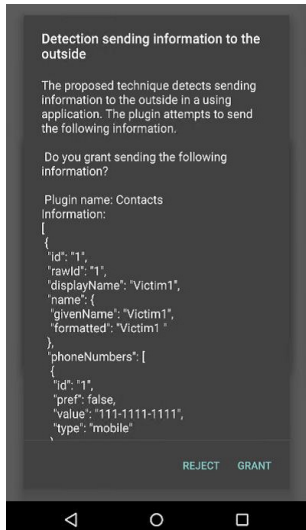 Detection sending information to the
outside
The proposed technique detects sending
information to the outside in a using
application. The plugin attempts to send
the following information.
Do you grant sending the following
information?
Plugin name: Contacts
Information:
[
{
"id": "1",
"rawId": "1",
"displayName": "Victim1",
"name": {
"givenName": "Victim1",
"formatted": "Victim1 "
},
"phoneNumbers": [
{
"id": "1",
"pref": false,
"value": "111-1111-1111",
"type": "mobile"
REJECT GRANT